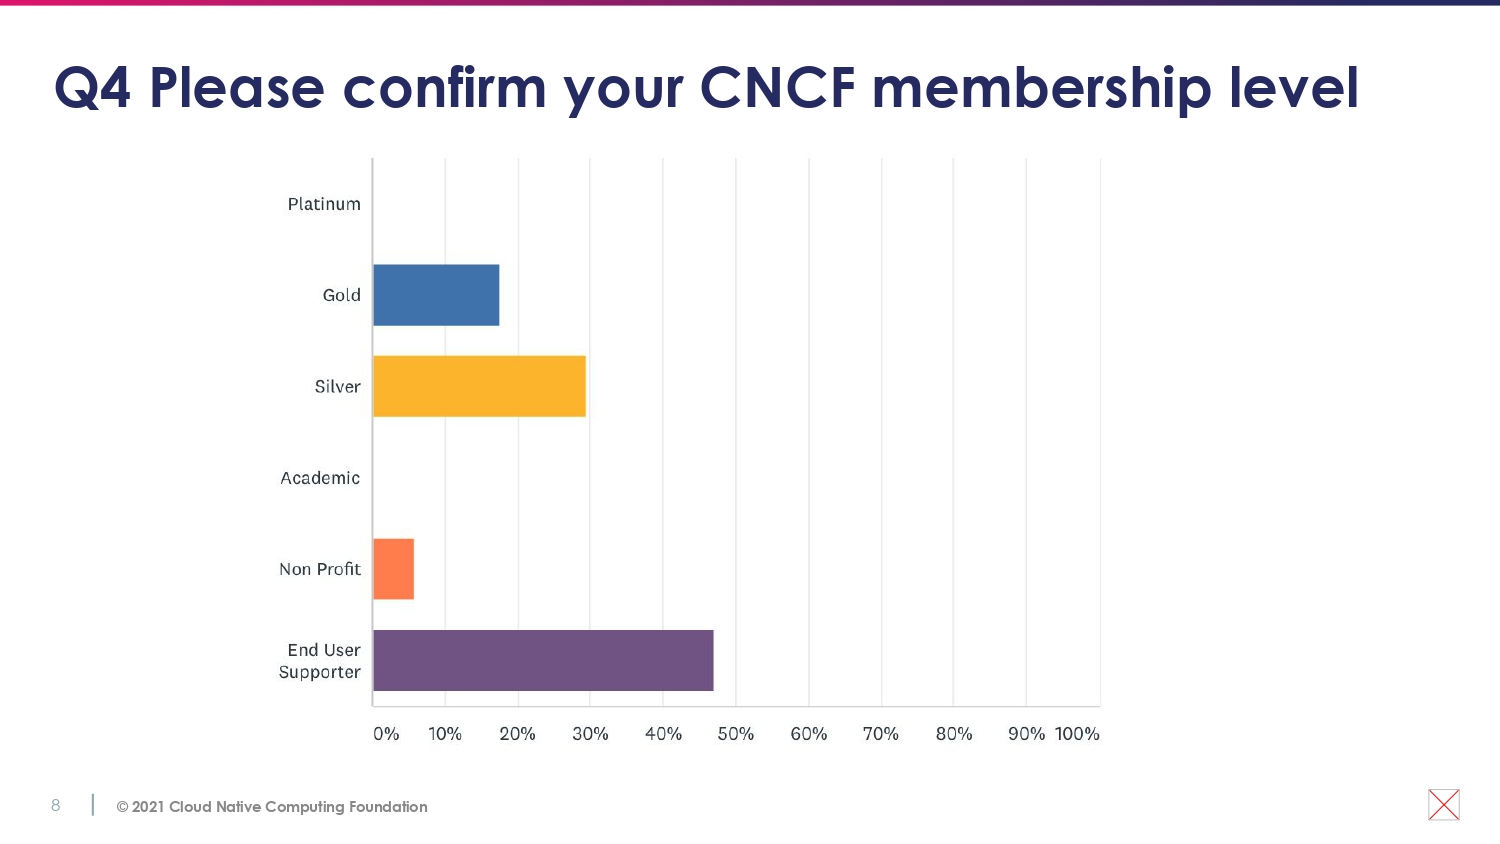 Q4 Please confirm your CNCF membership level
Platinum
Gold
Silver
Academic
Non Profit
End User
Supporter
0% 10% 20% 30% 40% 50% 60% 70% 80% 90% 100%
8
© 2021 Cloud Native Computing Foundation